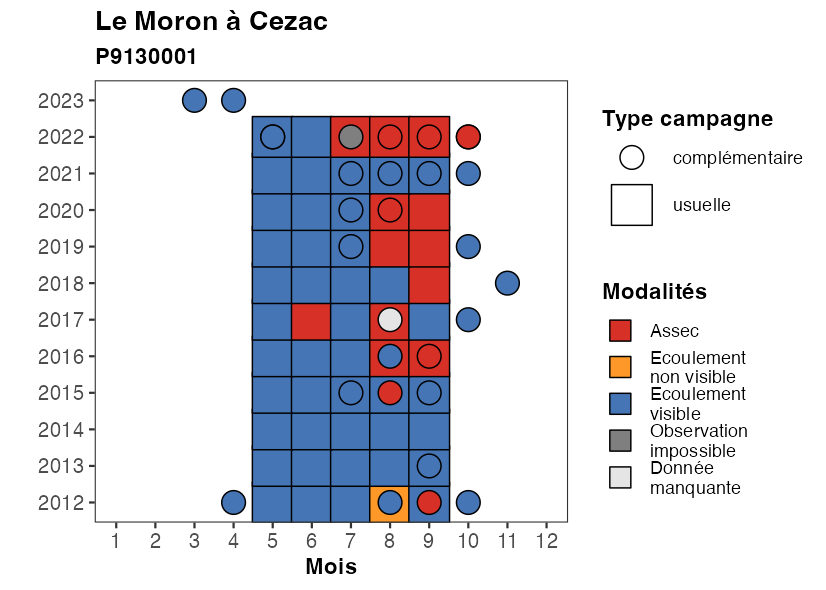 Le Moron à Cezac
P9130001
2023
2022
2021
2020
2019
2018
2017
2016
2015
2014
2013
2012
1 2 3 4 5 6 7 8 9 10 11 12
Mois
Type campagne
complémentaire
usuelle
Modalités
Assec
Ecoulement
non visible
Ecoulement
visible
Observation
impossible
Donnée
manquante